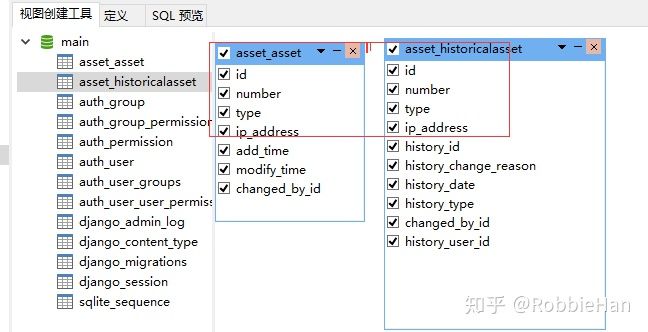 视图创建工具 定义 SQL 预览
main
asset_asset
asset_historicalasset
auth_group
auth_group_permission
auth_permission
auth_user
auth_user_groups
auth_user_user_permis
django_admin_log
django_content_type
django_migrations
django_session
sqlite_sequence
asset_asset
id
number
type
ip_address
add_time
modify_time
changed_by_id
asset_historicalasset
id
number
type
ip_address
history_id
history_change_reason
history_date
history_type
changed_by_id
history_user_id
知乎 @RobbieHan